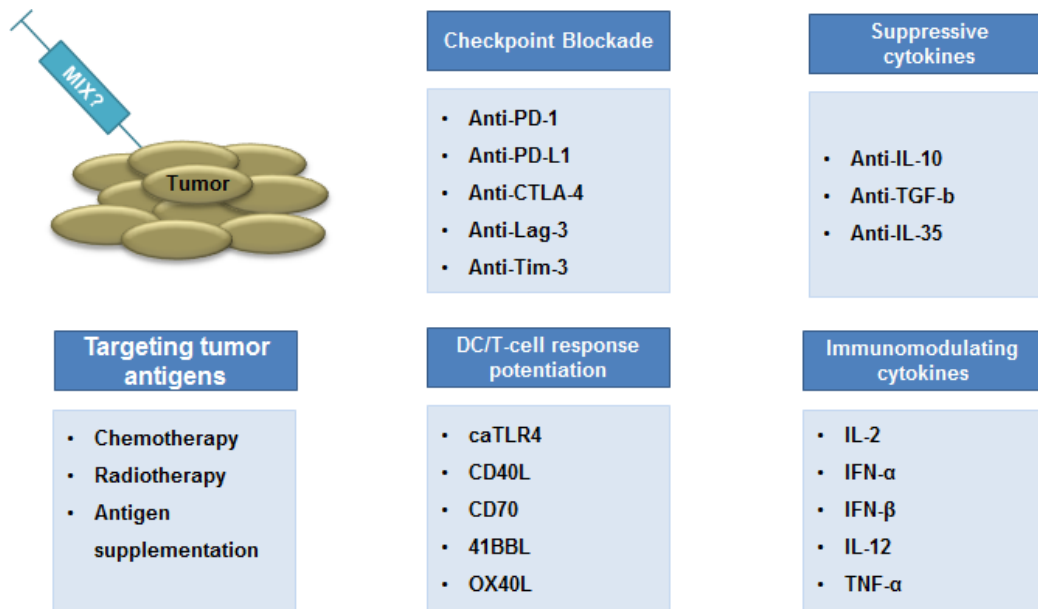 MIX?
Tumor
Checkpoint Blockade
• Anti-PD-1
• Anti-PD-L1
• Anti-CTLA-4
• Anti-Lag-3
• Anti-Tim-3
Suppressive
cytokines
• Anti-IL-10
• Anti-TGF-b
• Anti-IL-35
Targeting tumor
antigens
• Chemotherapy
• Radiotherapy
• Antigen
supplementation
DC/T-cell response
potentiation
• caTLR4
• CD40L
• CD70
• 41BBL
• OX40L
Immunomodulating
cytokines
• IL-2
• IFN-α
• IFN-β
• IL-12
• TNF-α